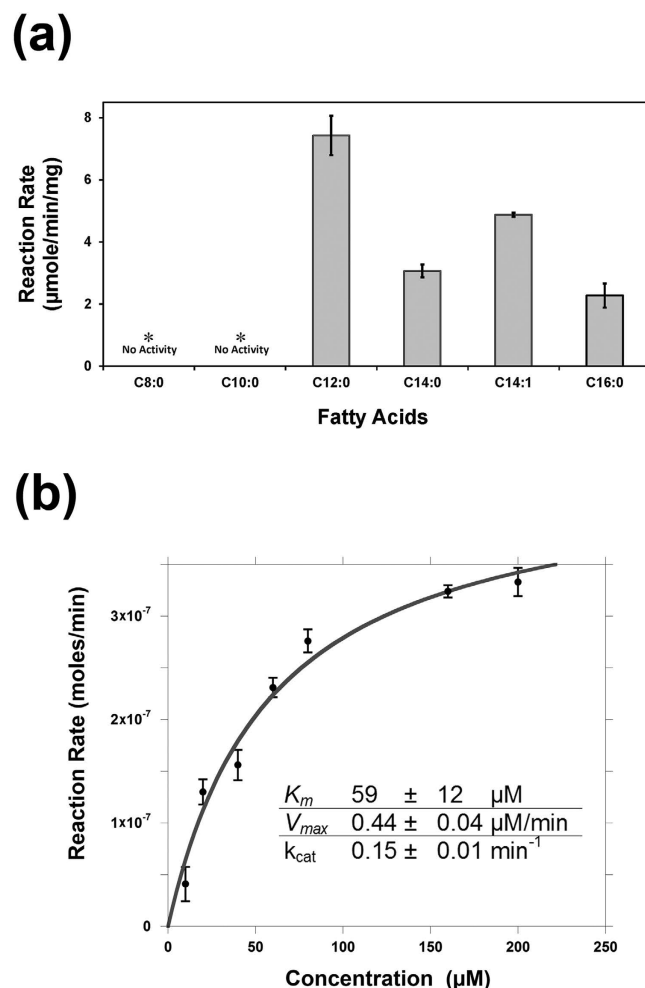 (a)
Reaction Rate
(µmole/min/mg)
8
6
4
2
0
* *
No Activity No Activity
C8:0 C10:0 C12:0 C14:0 C14:1 C16:0
Fatty Acids
(b)
Reaction Rate (moles/min)
3x10-7
2x10-7
1x10-7
0
Km 59 ± 12 µM
Vmax 0.44 ± 0.04 µM/min
kcat 0.15 ± 0.01 min-1
0 50 100 150 200 250
Concentration (µM)